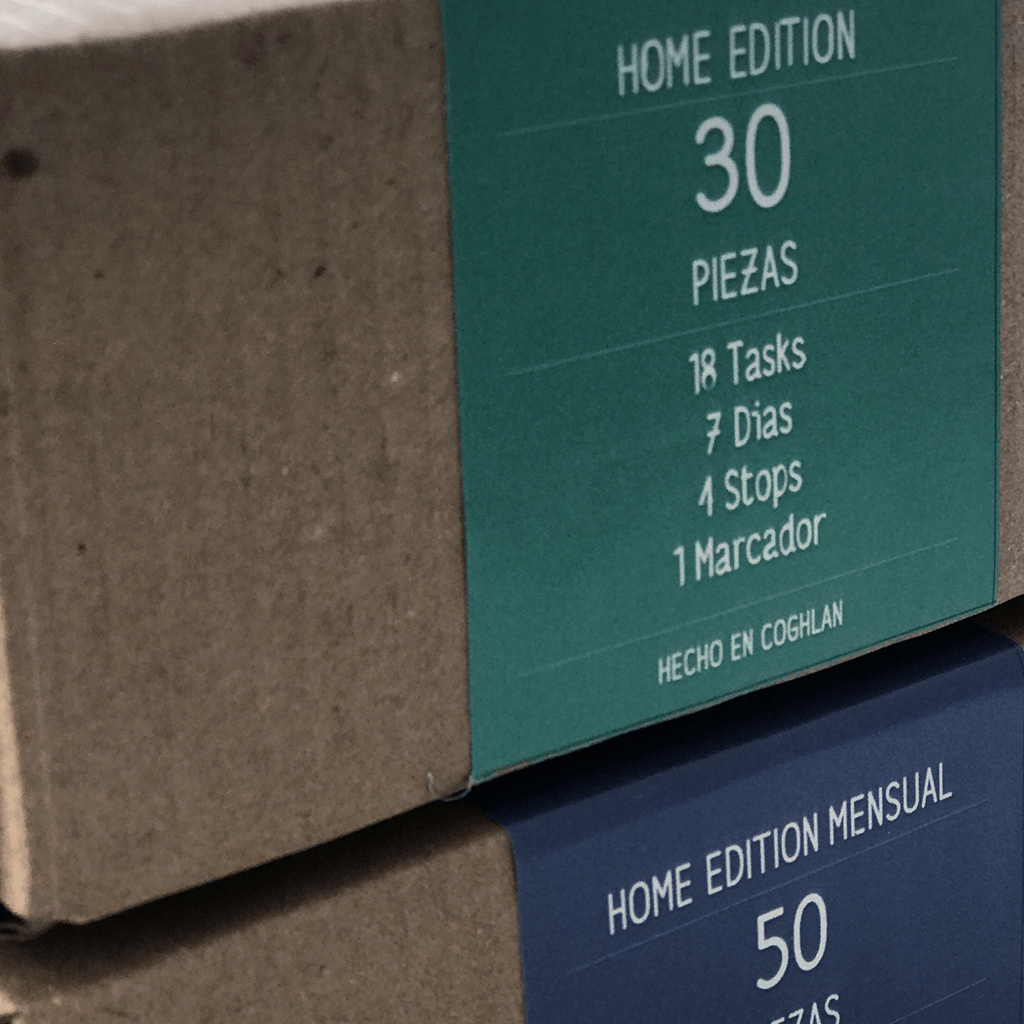 HOME EDITION
30
PIEZAS
18 Tasks
7 Dias
4 Stops
1 Marcador
HECHO EN COGHLAN
HOME EDITION MENSUAL
50